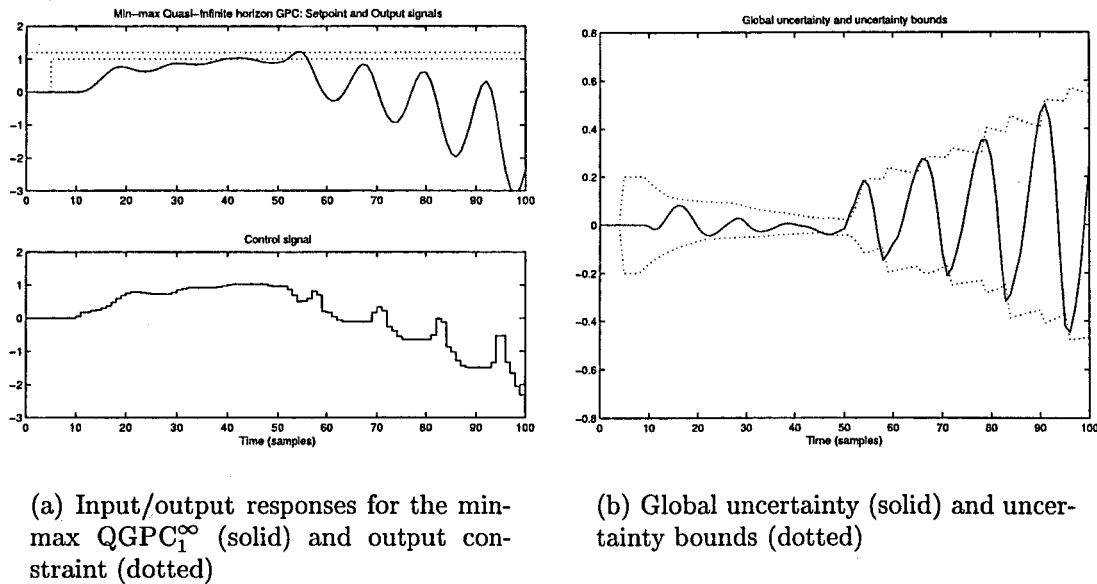 Min-max Quasi-Infinite horizon GPC: Setpoint and Output signals
2
1
0
-1
-2
-3
0 10 20 30 40 50 60 70 80 90 100
Control signal
2
1
0
-1
-2
-3
0 10 20 30 40 50 60 70 80 90 100
Time (samples)
(a) Input/output responses for the min-
max QGPC₁^∞ (solid) and output con-
straint (dotted)
Global uncertainty and uncertainty bounds
0.8
0.6
0.4
0.2
0
-0.2
-0.4
-0.6
-0.8
0 10 20 30 40 50 60 70 80 90 100
Time (samples)
(b) Global uncertainty (solid) and uncer-
tainty bounds (dotted)